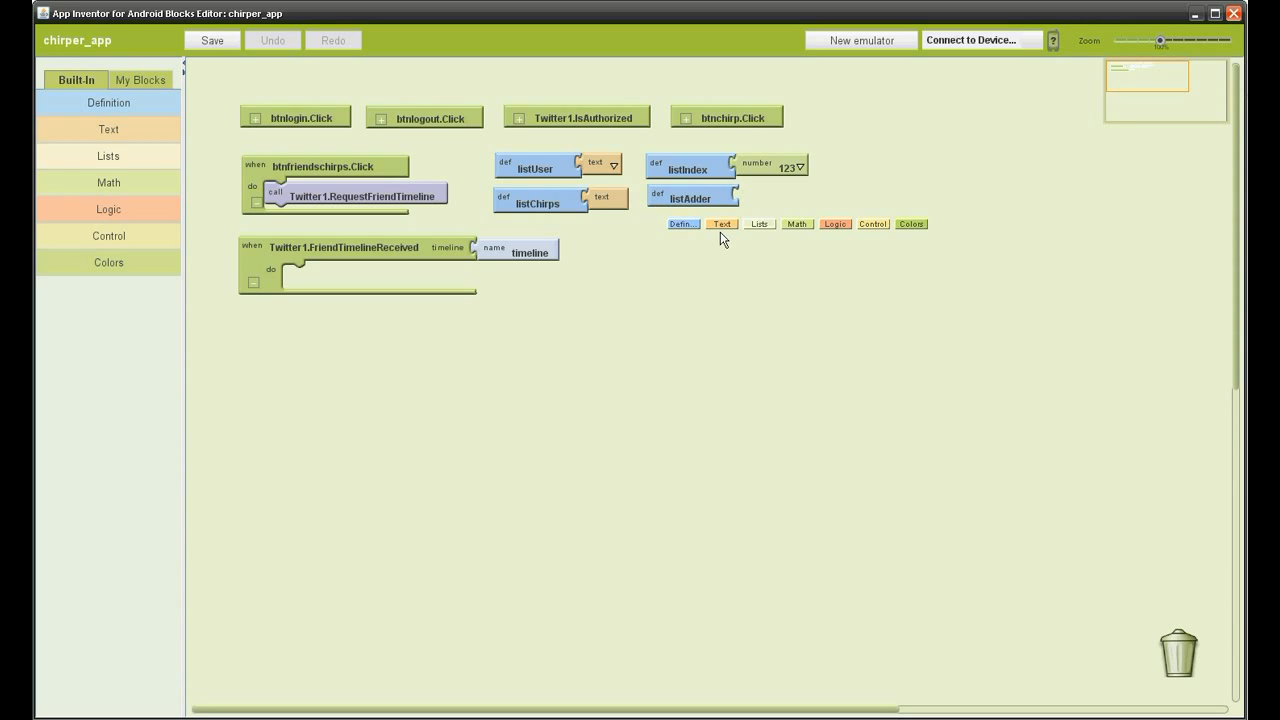 App Inventor for Android Blocks Editor: chirper_app
chirper_app Save Undo Redo New emulator Connect to Device... ? Zoom
100%
Built-In My Blocks
Definition
Text
Lists
Math
Logic
Control
Colors
btnlogin.Click btnlogout.Click Twitter1.IsAuthorized btnchirp.Click
when btnfriendschirps.Click
do call Twitter1.RequestFriendTimeline
def listUser text
def listIndex number 123
def listChirps text
def listAdder
Defin... Text Lists Math Logic Control Colors
when Twitter1.FriendTimelineReceived timeline name timeline
do